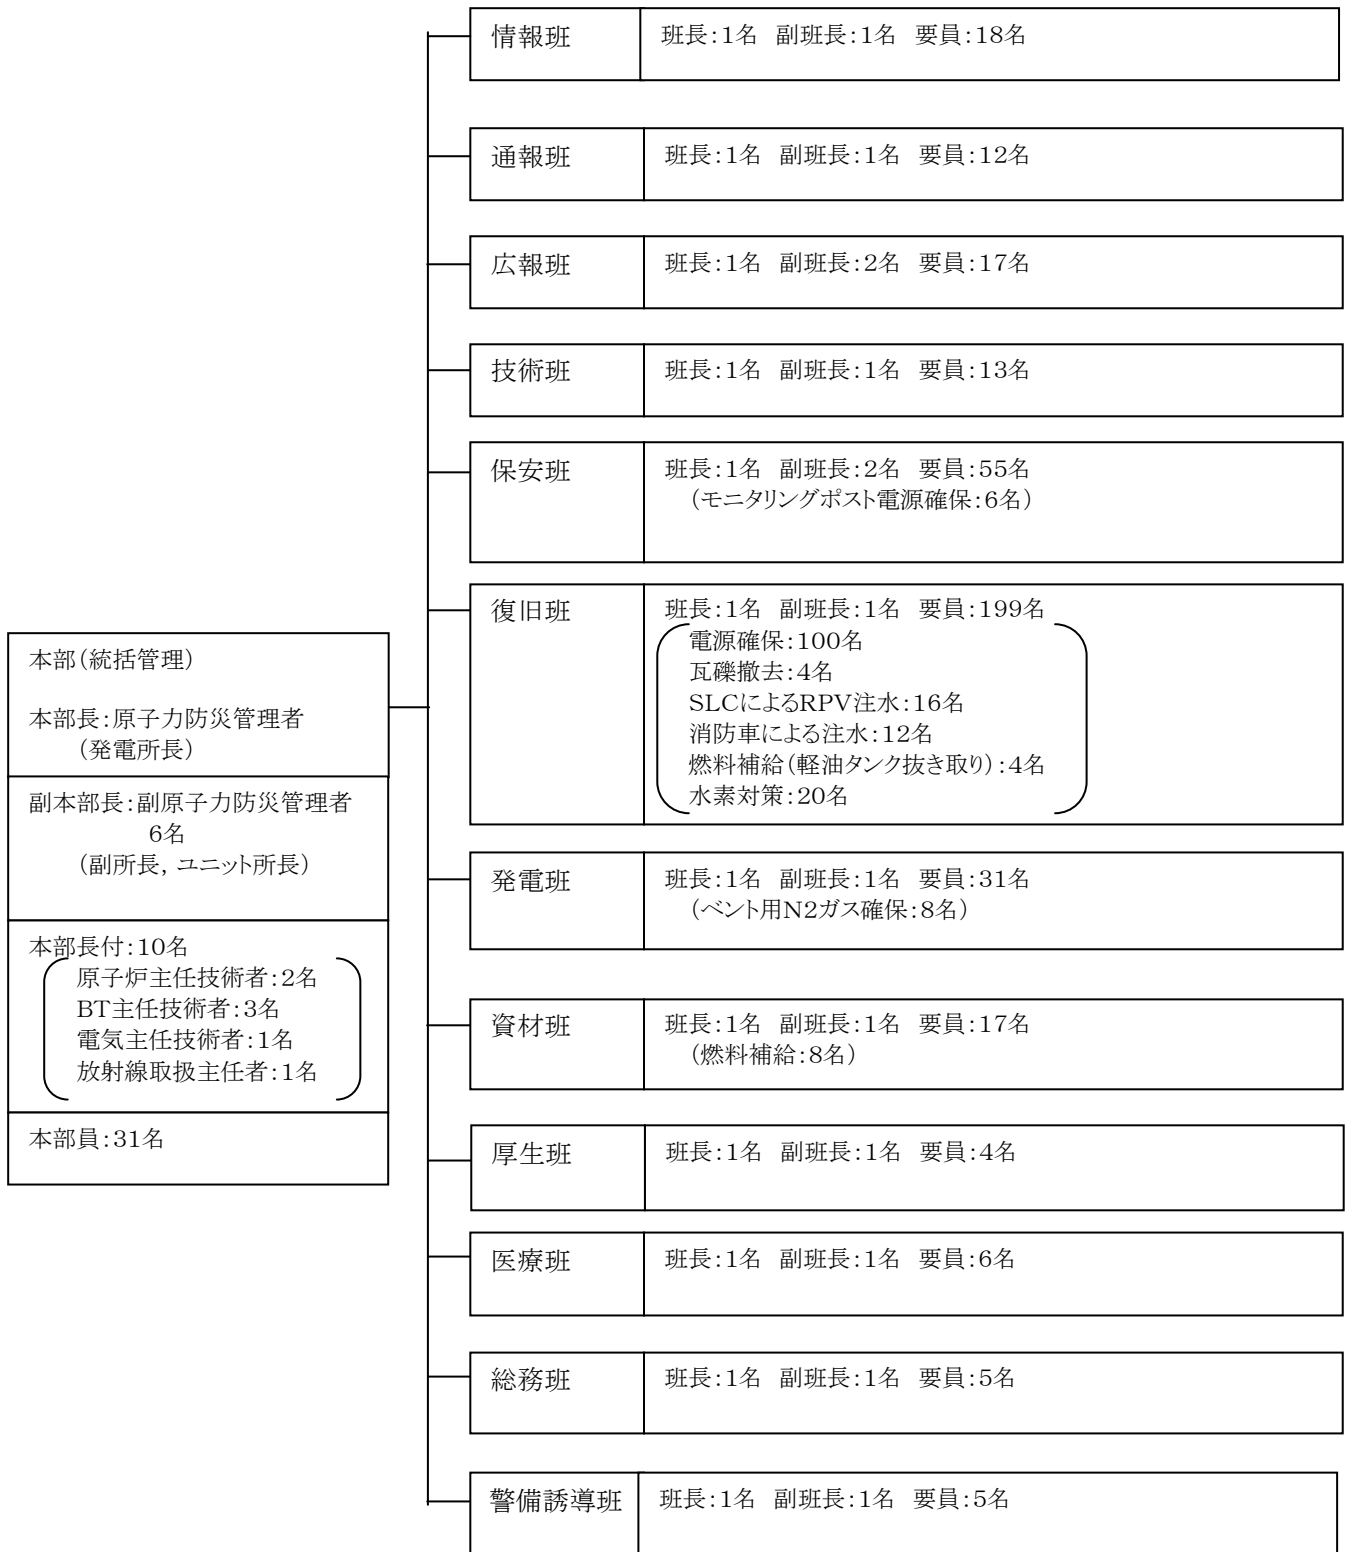 情報班 班長：1名 副班長：1名 要員：18名
通報班 班長：1名 副班長：1名 要員：12名
広報班 班長：1名 副班長：2名 要員：17名
技術班 班長：1名 副班長：1名 要員：13名
保安班 班長：1名 副班長：2名 要員：55名
（モニタリングポスト電源確保：6名）
復旧班 班長：1名 副班長：1名 要員：199名
電源確保：100名
瓦礫撤去：4名
SLCによるRPV注水：16名
消防車による注水：12名
燃料補給（軽油タンク抜き取り）：4名
水素対策：20名
発電班 班長：1名 副班長：1名 要員：31名
（ベント用N2ガス確保：8名）
資材班 班長：1名 副班長：1名 要員：17名
（燃料補給：8名）
厚生班 班長：1名 副班長：1名 要員：4名
医療班 班長：1名 副班長：1名 要員：6名
総務班 班長：1名 副班長：1名 要員：5名
警備誘導班 班長：1名 副班長：1名 要員：5名
本部（統括管理）
本部長：原子力防災管理者
（発電所長）
副本部長：副原子力防災管理者
6名
（副所長，ユニット所長）
本部長付：10名
原子炉主任技術者：2名
BT主任技術者：3名
電気主任技術者：1名
放射線取扱主任者：1名
本部員：31名